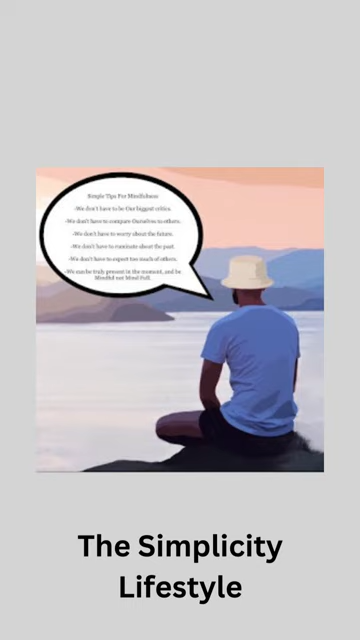 Simple Tips For Mindfulness
-We don't have to be Our biggest critics.
-We don't have to compare Ourselves to others.
-We don't have to worry about the future.
-We don't have to ruminate about the past.
-We don't have to expect too much of others.
-We can be truly present in the moment, and be
Mindful not Mind Full.
The Simplicity
Lifestyle